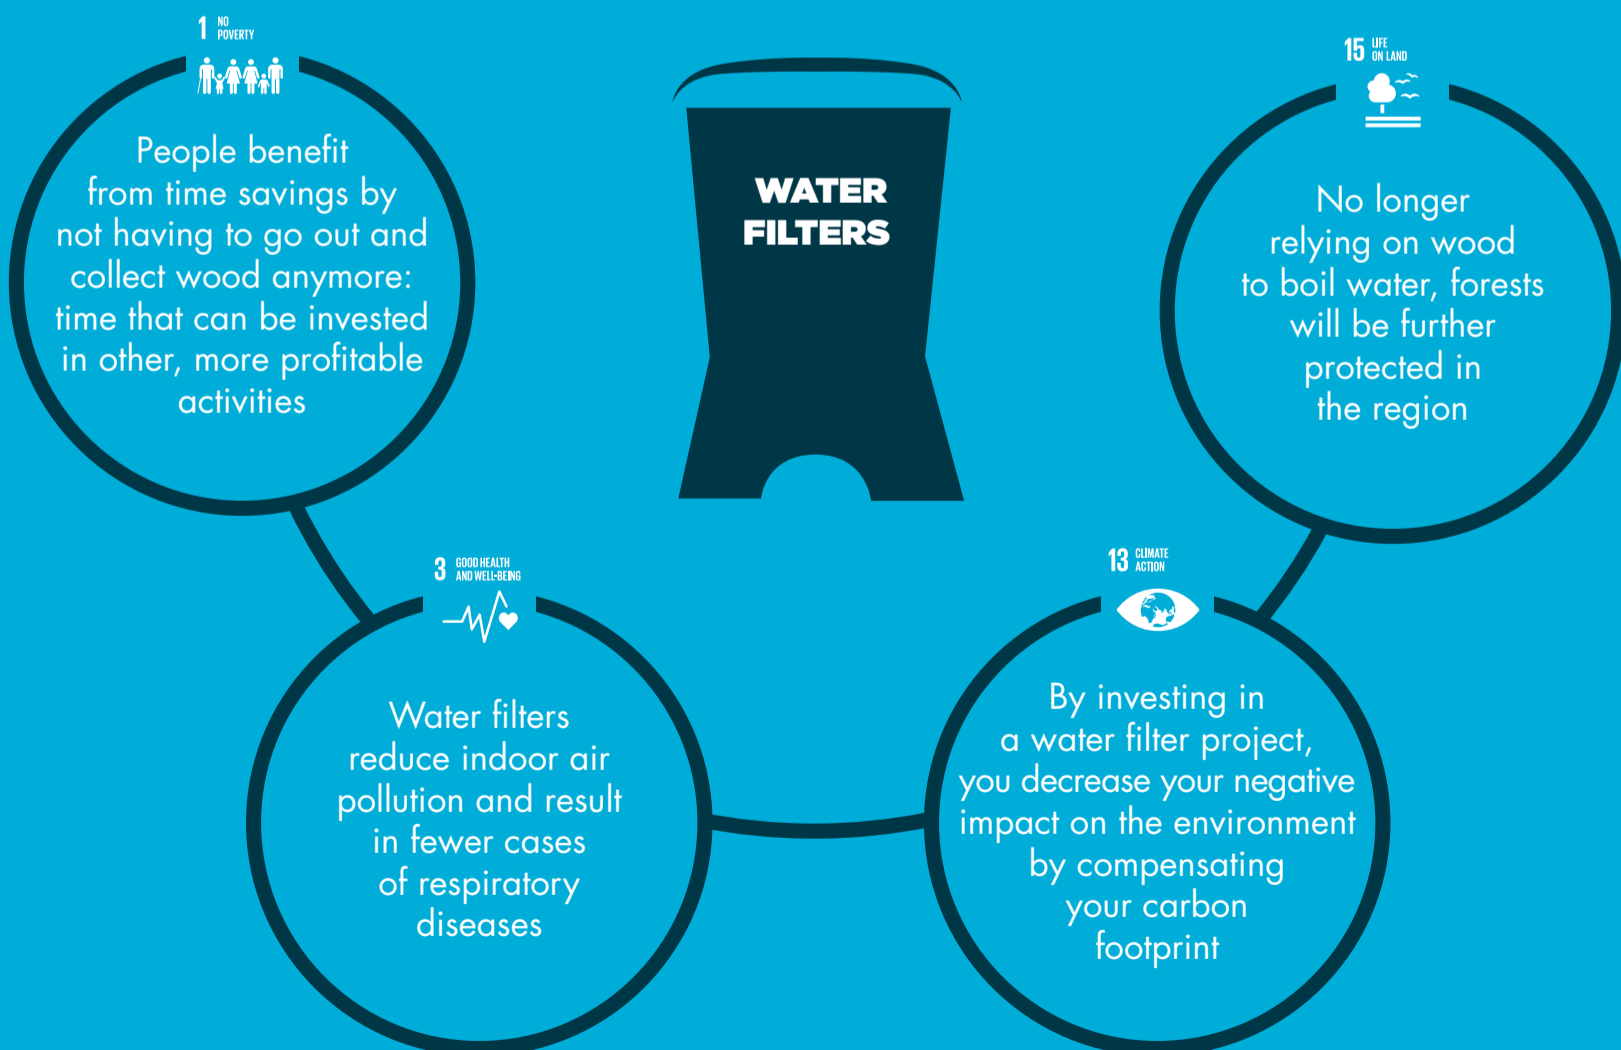 1 NO
POVERTY
People benefit
from time savings by
not having to go out and
collect wood anymore:
time that can be invested
in other, more profitable
activities
WATER
FILTERS
15 LIFE
ON LAND
No longer
relying on wood
to boil water, forests
will be further
protected in
the region
3 GOOD HEALTH
AND WELL-BEING
Water filters
reduce indoor air
pollution and result
in fewer cases
of respiratory
diseases
13 CLIMATE
ACTION
By investing in
a water filter project,
you decrease your negative
impact on the environment
by compensating
your carbon
footprint